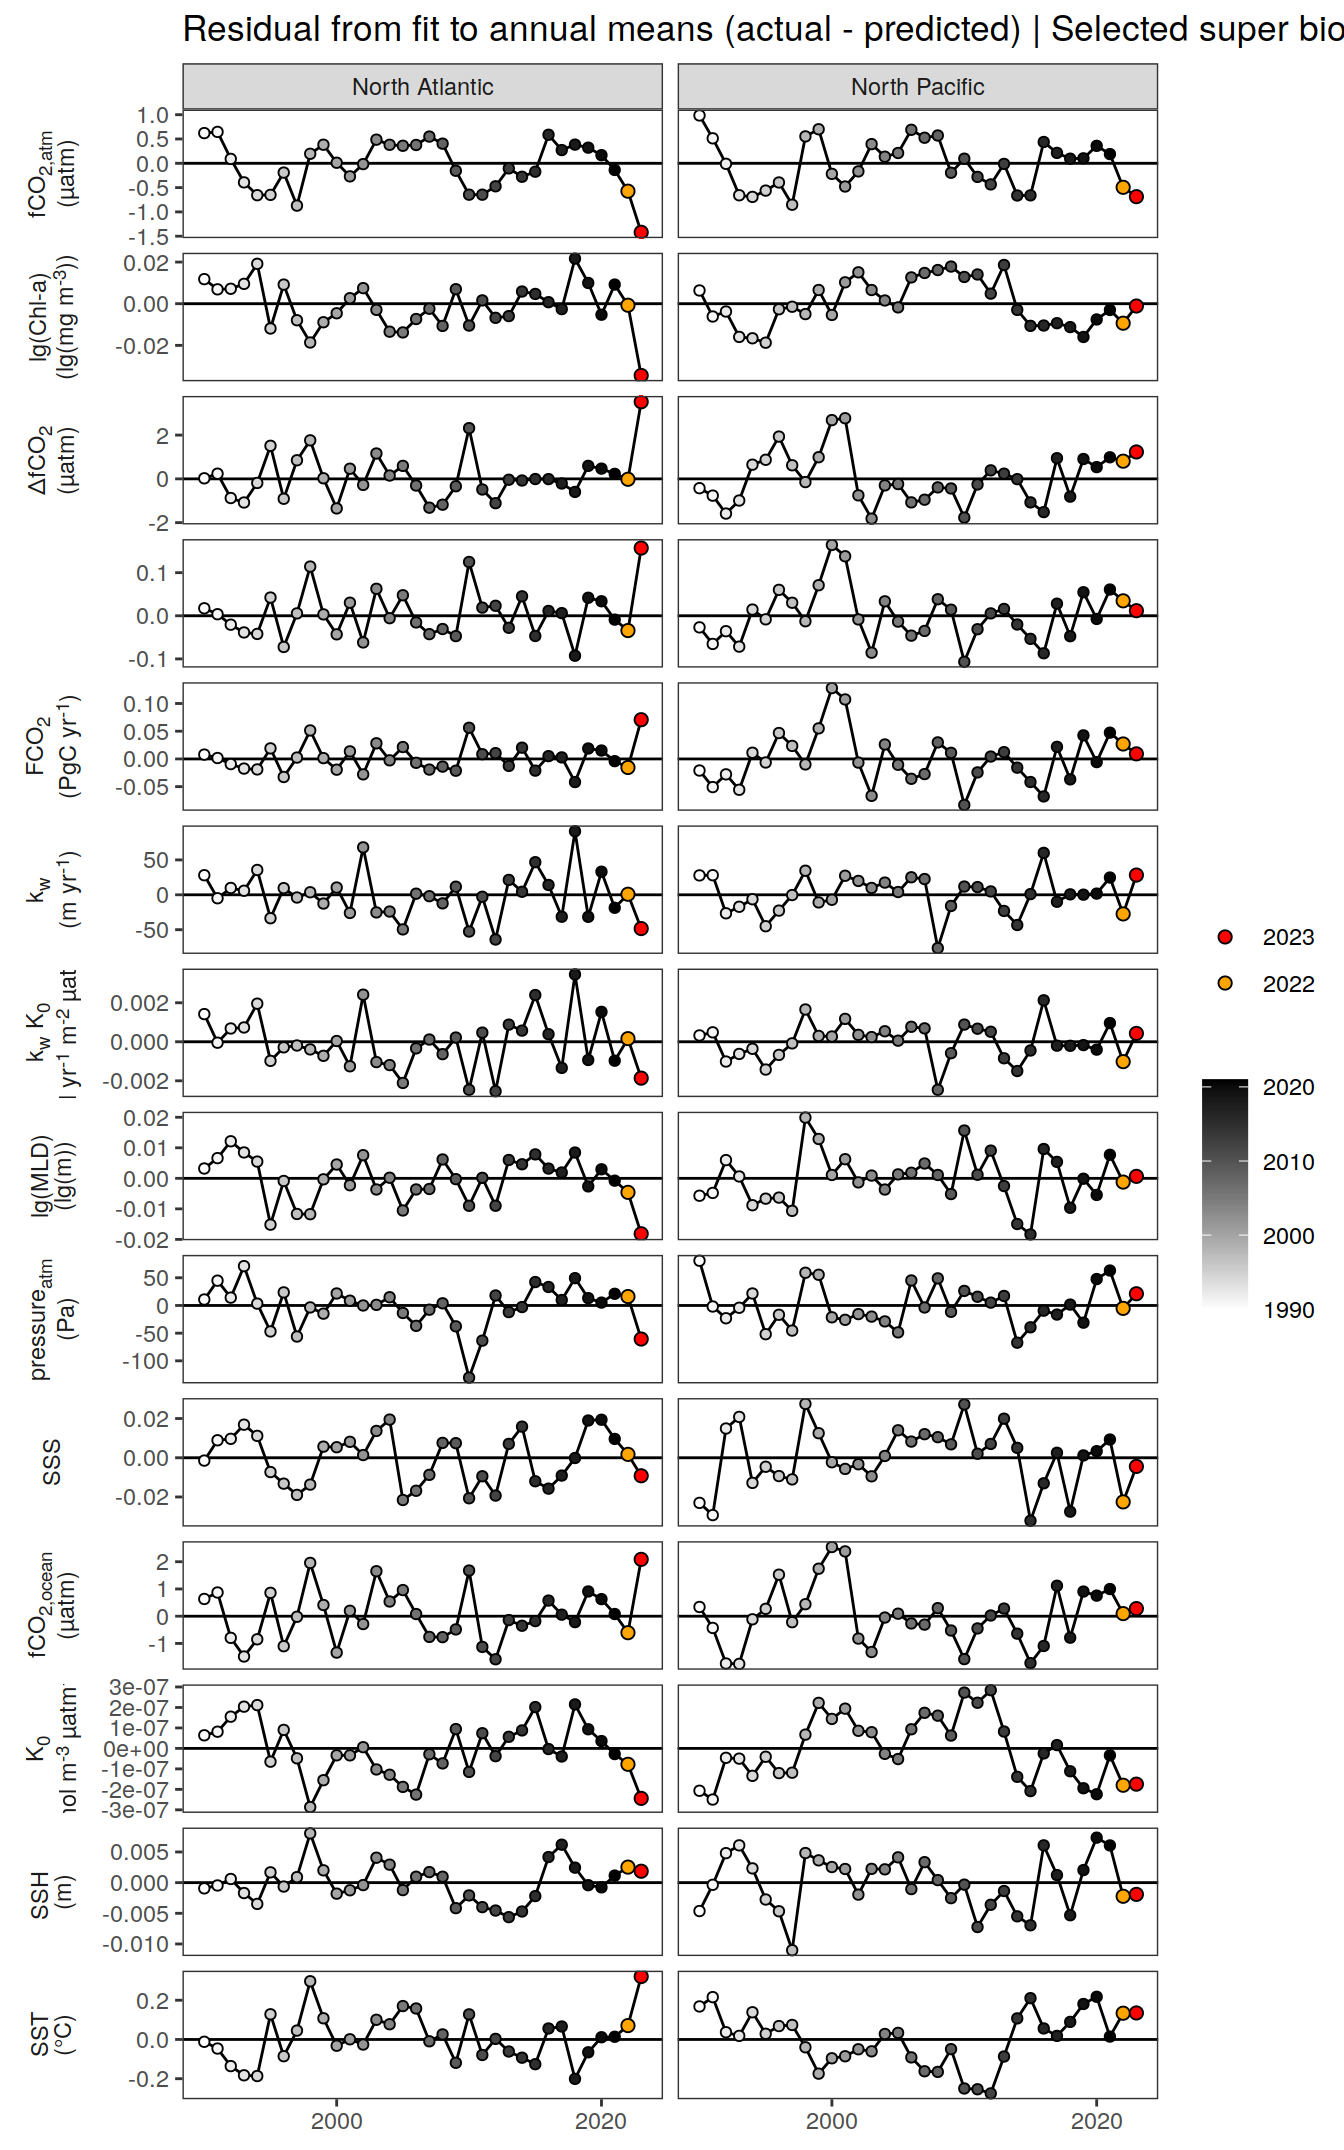 Residual from fit to annual means (actual - predicted) | Selected super bio
North Atlantic
North Pacific
fCO2,atm
(µatm)
1.0
0.5
0.0
-0.5
-1.0
-1.5
lg(Chl-a)
(lg(mg m-3))
0.02
0.00
-0.02
ΔfCO2
(µatm)
2
0
-2
0.1
0.0
-0.1
FCO2
(PgC yr-1)
0.10
0.05
0.00
-0.05
kw
(m yr-1)
50
0
-50
kw K0
l yr-1 m-2 µat
0.002
0.000
-0.002
lg(MLD)
(lg(m))
0.02
0.01
0.00
-0.01
-0.02
pressureatm
(Pa)
50
0
-50
-100
SSS
0.02
0.00
-0.02
fCO2,ocean
(µatm)
2
1
0
-1
K0
nol m-3 µatm-
3e-07
2e-07
1e-07
0e+00
-1e-07
-2e-07
-3e-07
SSH
(m)
0.005
0.000
-0.005
-0.010
SST
(°C)
0.2
0.0
-0.2
2000
2020
2000
2020
2023
2022
2020
2010
2000
1990